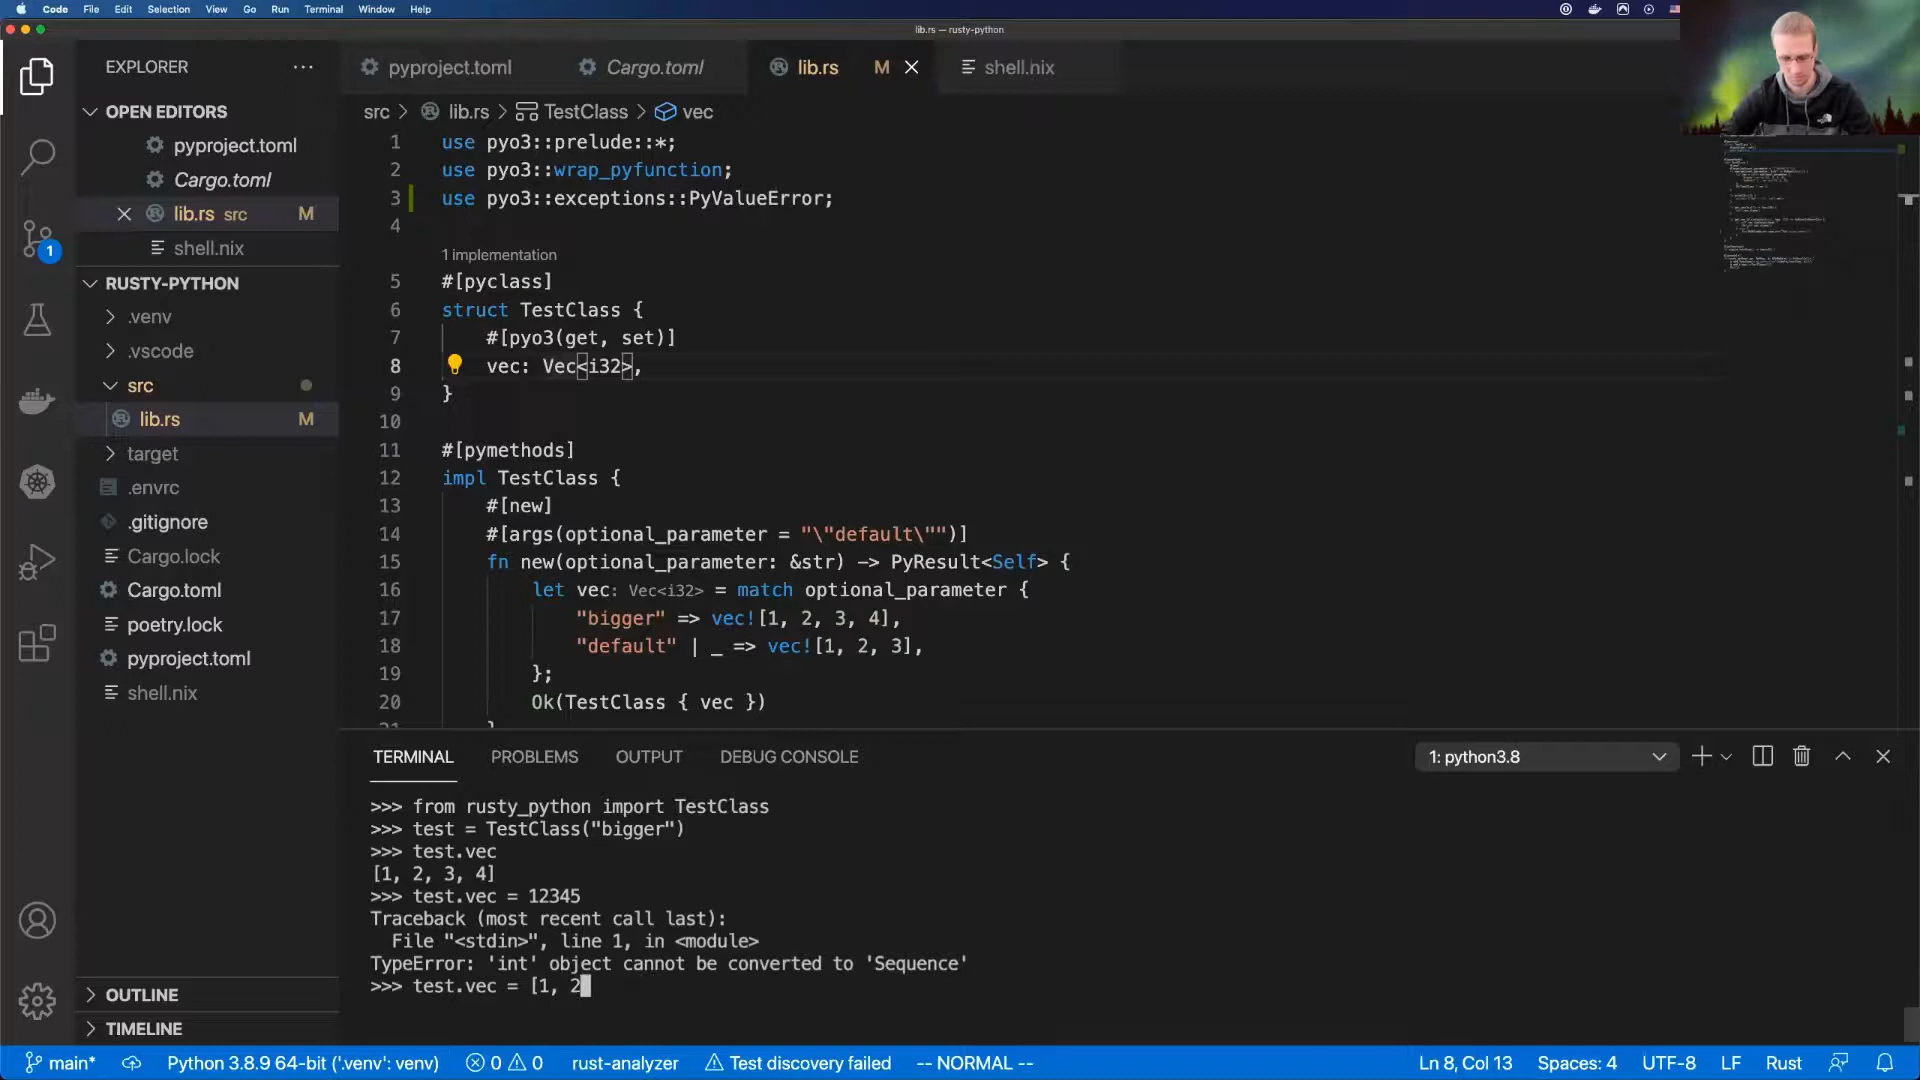 Code File Edit Selection View Go Run Terminal Window Help
lib.rs — rusty-python
EXPLORER
pyproject.toml
Cargo.toml
lib.rs M
shell.nix
OPEN EDITORS
pyproject.toml
Cargo.toml
lib.rs src M
shell.nix
RUSTY-PYTHON
.venv
.vscode
src
lib.rs M
target
.envrc
.gitignore
Cargo.lock
Cargo.toml
poetry.lock
pyproject.toml
shell.nix
OUTLINE
TIMELINE
1
src > lib.rs > TestClass > vec
1 use pyo3::prelude::*;
2 use pyo3::wrap_pyfunction;
3 use pyo3::exceptions::PyValueError;
4
1 implementation
5 #[pyclass]
6 struct TestClass {
7 #[pyo3(get, set)]
8 vec: Vec<i32>,
9 }
10
11 #[pymethods]
12 impl TestClass {
13 #[new]
14 #[args(optional_parameter = "\"default\"")]
15 fn new(optional_parameter: &str) -> PyResult<Self> {
16 let vec: Vec<i32> = match optional_parameter {
17 "bigger" => vec![1, 2, 3, 4],
18 "default" | _ => vec![1, 2, 3],
19 };
20 Ok(TestClass { vec })
21 }
TERMINAL PROBLEMS OUTPUT DEBUG CONSOLE
1: python3.8
>>> from rusty_python import TestClass
>>> test = TestClass("bigger")
>>> test.vec
[1, 2, 3, 4]
>>> test.vec = 12345
Traceback (most recent call last):
File "<stdin>", line 1, in <module>
TypeError: 'int' object cannot be converted to 'Sequence'
>>> test.vec = [1, 2
main* Python 3.8.9 64-bit ('.venv': venv) 0 0 rust-analyzer Test discovery failed -- NORMAL -- Ln 8, Col 13 Spaces: 4 UTF-8 LF Rust